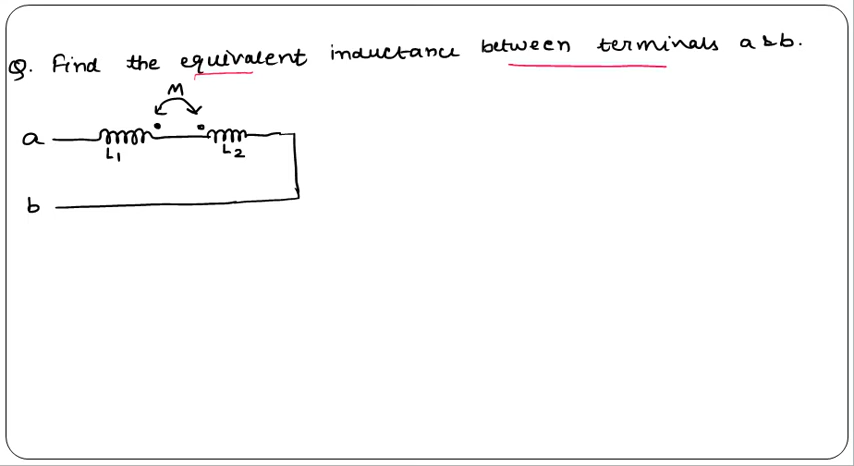 Q. Find the equivalent inductance between terminals a & b.
M
a
L1
L2
b